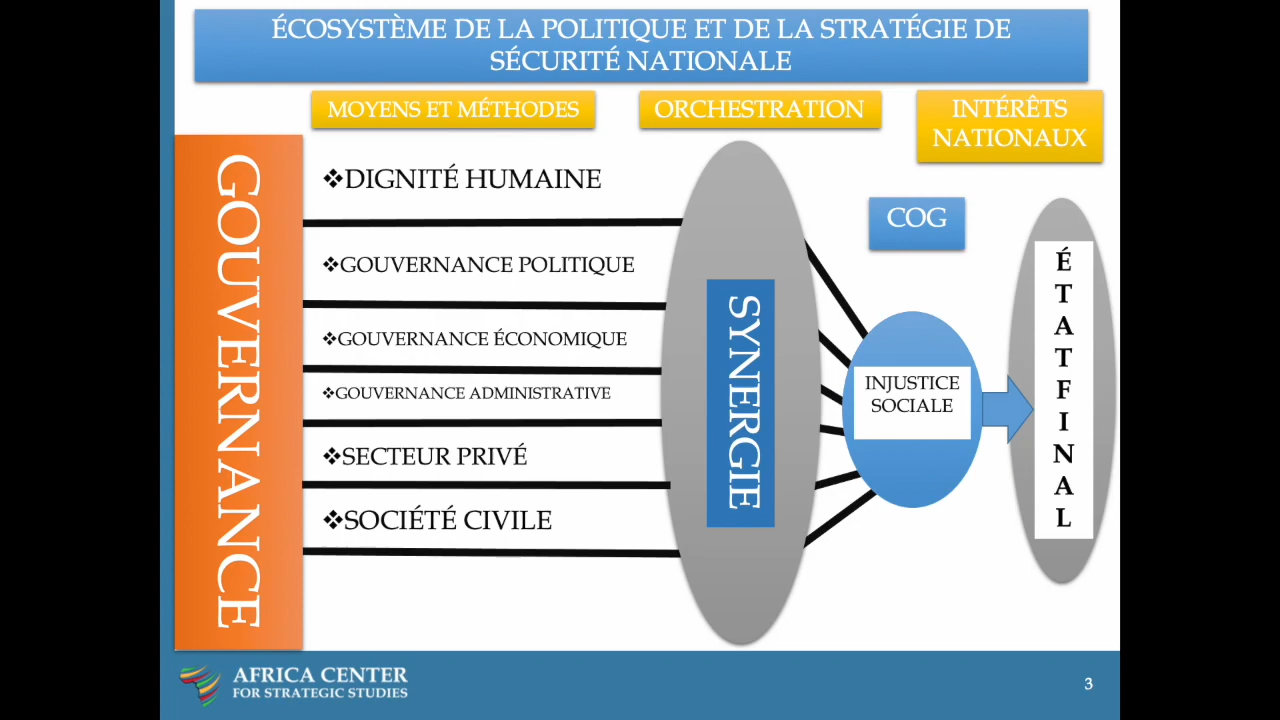 ÉCOSYSTÈME DE LA POLITIQUE ET DE LA STRATÉGIE DE
SÉCURITÉ NATIONALE
MOYENS ET MÉTHODES
ORCHESTRATION
INTÉRÊTS
NATIONAUX
GOUVERNANCE
❖DIGNITÉ HUMAINE
❖GOUVERNANCE POLITIQUE
❖GOUVERNANCE ÉCONOMIQUE
❖GOUVERNANCE ADMINISTRATIVE
❖SECTEUR PRIVÉ
❖SOCIÉTÉ CIVILE
SYNERGIE
COG
INJUSTICE
SOCIALE
É
T
A
T
F
I
N
A
L
AFRICA CENTER
FOR STRATEGIC STUDIES
3